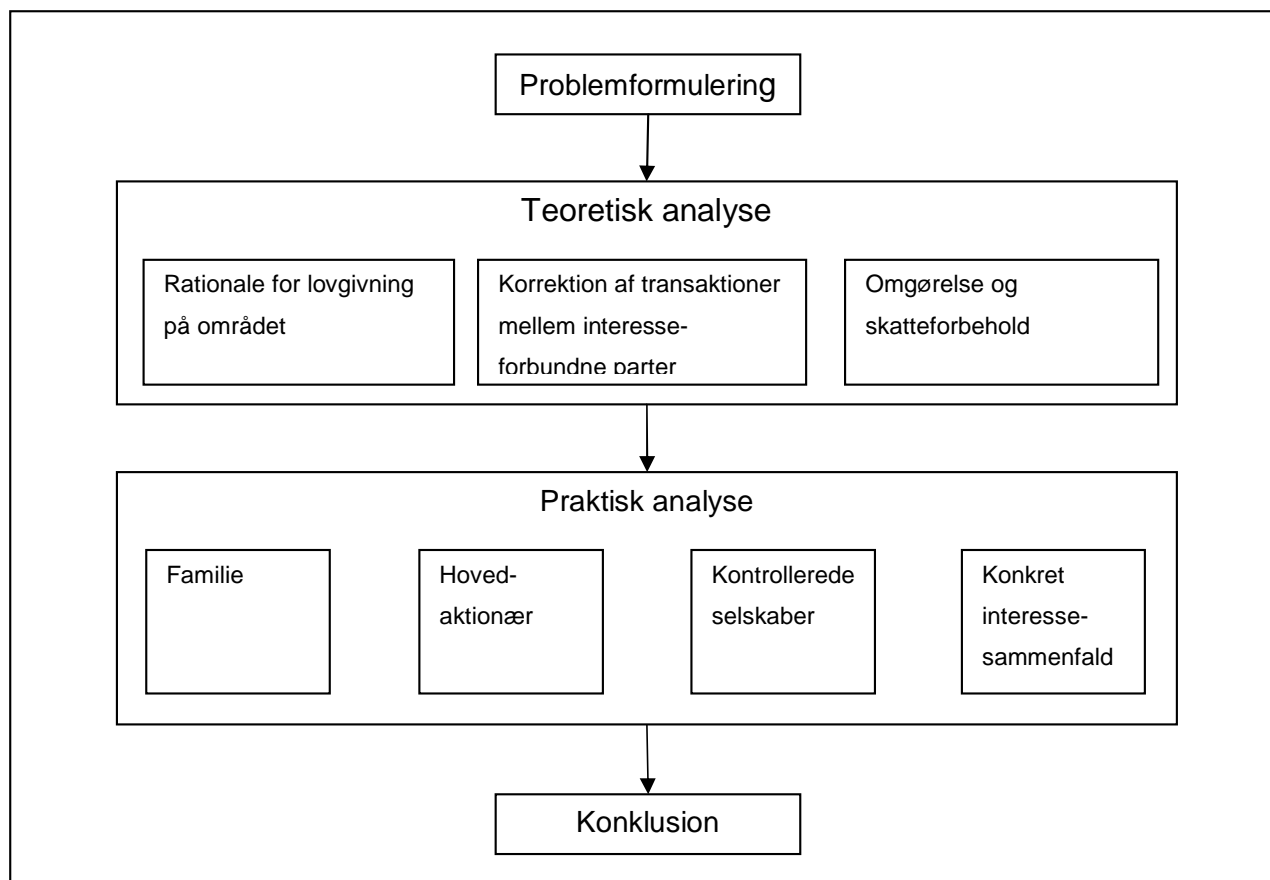 Problemformulering
Teoretisk analyse
Rationale for lovgivning
på området
Korrektion af transaktioner
mellem interesse-
forbundne parter
Omgørelse og
skatteforbehold
Praktisk analyse
Familie
Hoved-
aktionær
Kontrollerede
selskaber
Konkret
interesse-
sammenfald
Konklusion